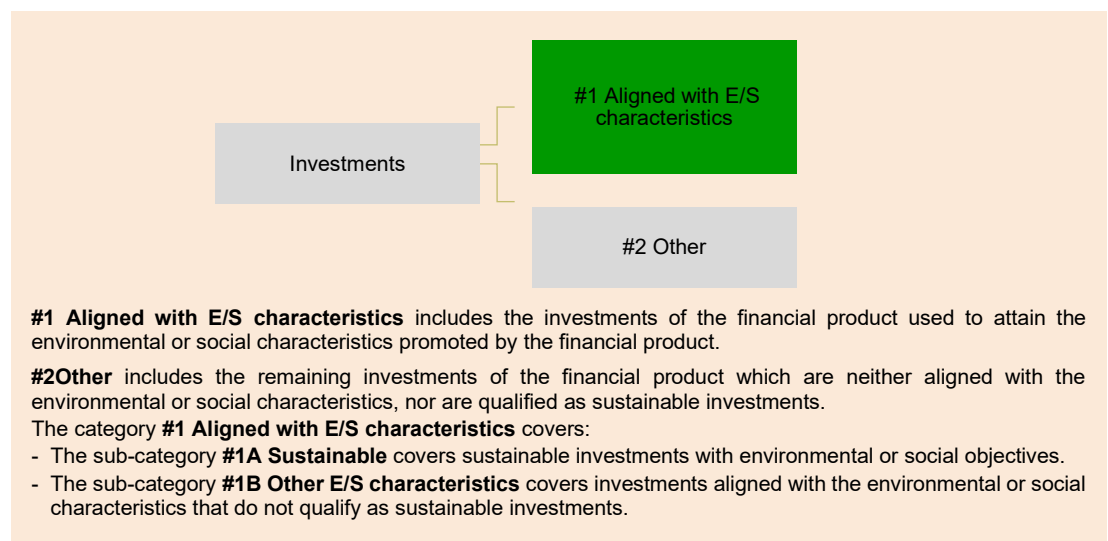 #1 Aligned with E/S
characteristics
Investments
#2 Other
#1 Aligned with E/S characteristics includes the investments of the financial product used to attain the
environmental or social characteristics promoted by the financial product.
#2Other includes the remaining investments of the financial product which are neither aligned with the
environmental or social characteristics, nor are qualified as sustainable investments.
The category #1 Aligned with E/S characteristics covers:
- The sub-category #1A Sustainable covers sustainable investments with environmental or social objectives.
- The sub-category #1B Other E/S characteristics covers investments aligned with the environmental or social
characteristics that do not qualify as sustainable investments.